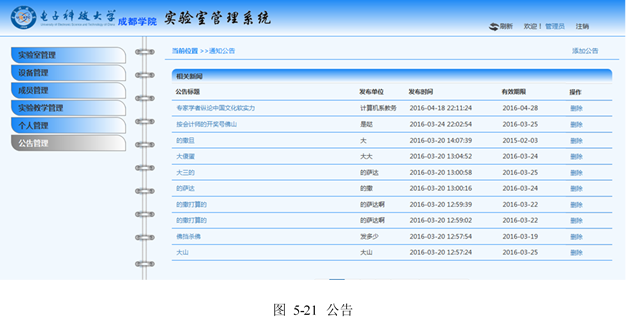 电子科技大学 成都学院 实验室管理系统
University of Electronic Science and Technology of China
刷新 欢迎！ 管理员 注销
实验室管理
设备管理
成员管理
实验教学管理
个人管理
公告管理
当前位置 >>通知公告 添加公告
相关新闻
公告标题 发布单位 发布时间 有效期限 操作
专家学者纵论中国文化软实力 计算机系教务 2016-04-18 22:11:24 2016-04-28 删除
按会计师的开奖号佛山 是哒 2016-03-24 22:02:54 2016-03-25 删除
的撒旦 大 2016-03-20 14:07:39 2015-02-03 删除
大傻蛋 大大 2016-03-20 13:04:52 2016-03-24 删除
大三的 的萨达 2016-03-20 13:00:58 2016-03-25 删除
的萨达 的撒 2016-03-20 13:00:16 2016-03-24 删除
的撒打算的 的萨达啊 2016-03-20 12:59:39 2016-03-22 删除
的撒打算的 的萨达啊 2016-03-20 12:59:02 2016-03-22 删除
佛挡杀佛 发多少 2016-03-20 12:57:54 2016-03-19 删除
大山 大山 2016-03-20 12:57:24 2016-03-25 删除
图 5-21 公告